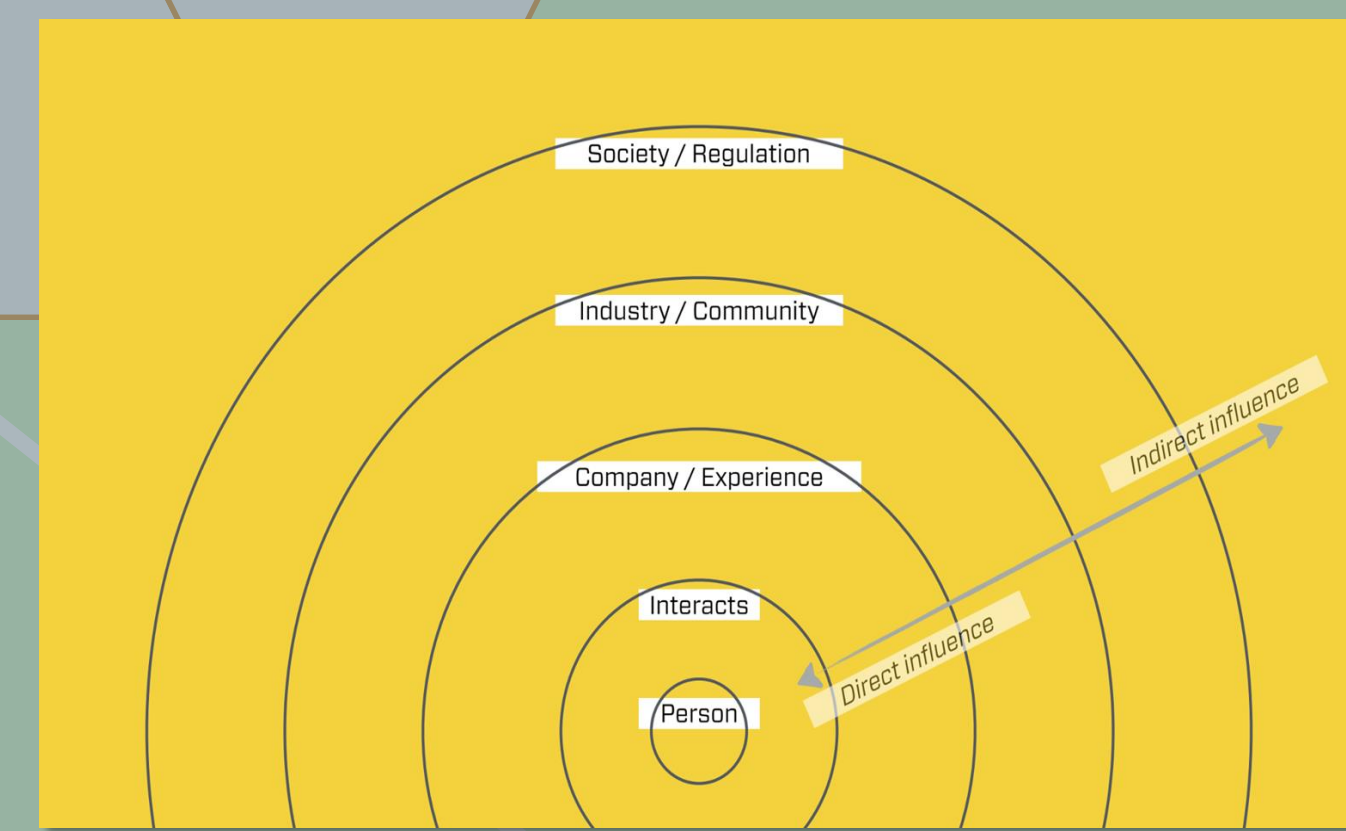 Society / Regulation
Industry / Community
Indirect influence
Company / Experience
Interacts
Direct influence
Person